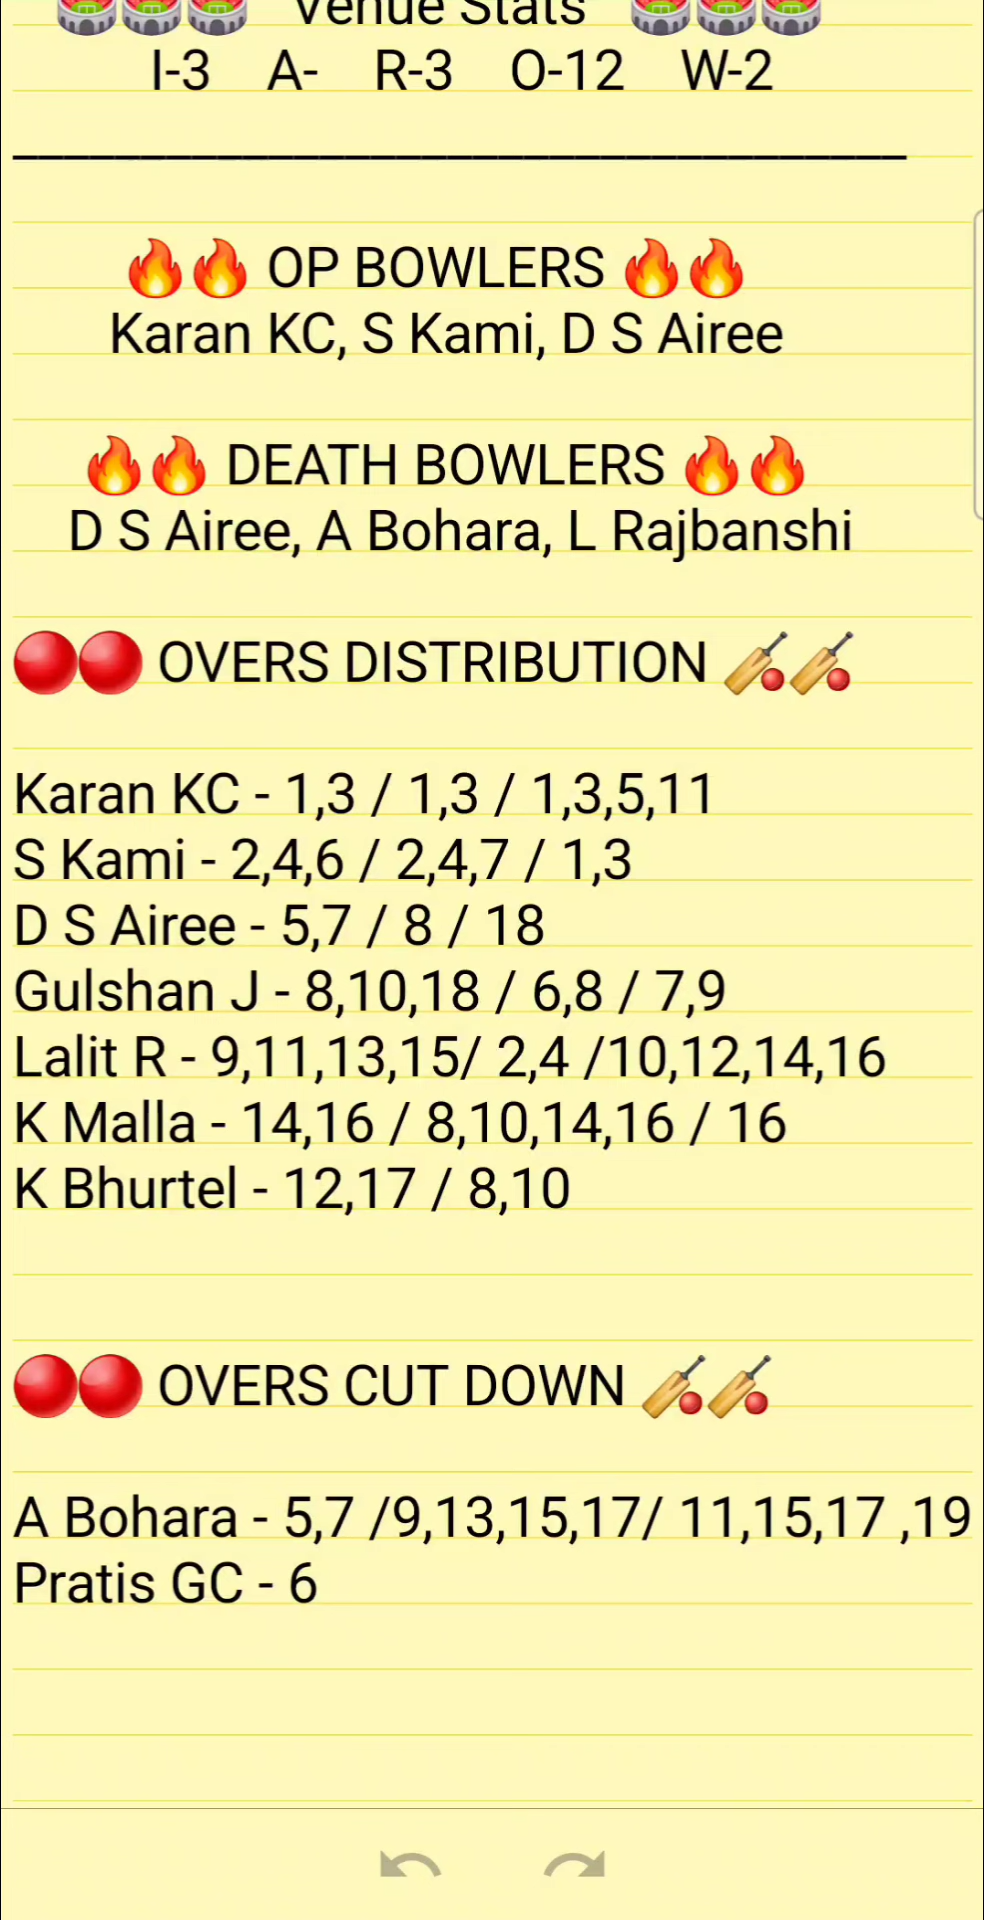 Venue Stats
I-3 A- R-3 O-12 W-2
🔥🔥 OP BOWLERS 🔥🔥
Karan KC, S Kami, D S Airee
🔥🔥 DEATH BOWLERS 🔥🔥
D S Airee, A Bohara, L Rajbanshi
🔴🔴 OVERS DISTRIBUTION 🏏🏏
Karan KC - 1,3 / 1,3 / 1,3,5,11
S Kami - 2,4,6 / 2,4,7 / 1,3
D S Airee - 5,7 / 8 / 18
Gulshan J - 8,10,18 / 6,8 / 7,9
Lalit R - 9,11,13,15/ 2,4 /10,12,14,16
K Malla - 14,16 / 8,10,14,16 / 16
K Bhurtel - 12,17 / 8,10
🔴🔴 OVERS CUT DOWN 🏏🏏
A Bohara - 5,7 /9,13,15,17/ 11,15,17 ,19
Pratis GC - 6